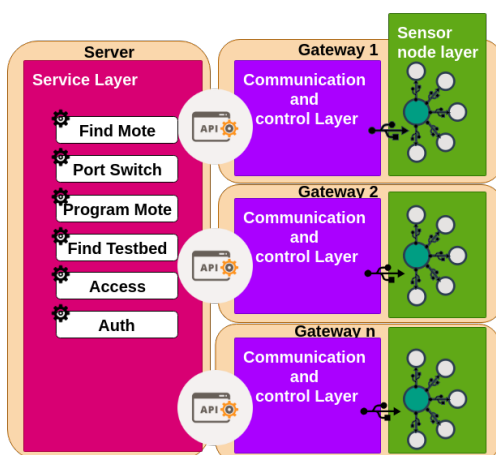 Server
Service Layer
Find Mote
Port Switch
Program Mote
Find Testbed
Access
Auth
API
API
API
Gateway 1
Communication
and
control Layer
Gateway 2
Communication
and
control Layer
Gateway n
Communication
and
control Layer
Sensor
node layer